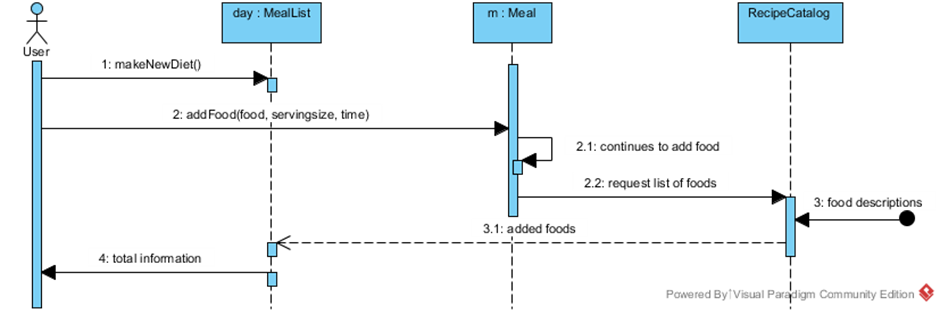 day : MealList
m : Meal
RecipeCatalog
User
1: makeNewDiet()
2: addFood(food, servingsize, time)
2.1: continues to add food
2.2: request list of foods
3: food descriptions
3.1: added foods
4: total information
Powered By Visual Paradigm Community Edition